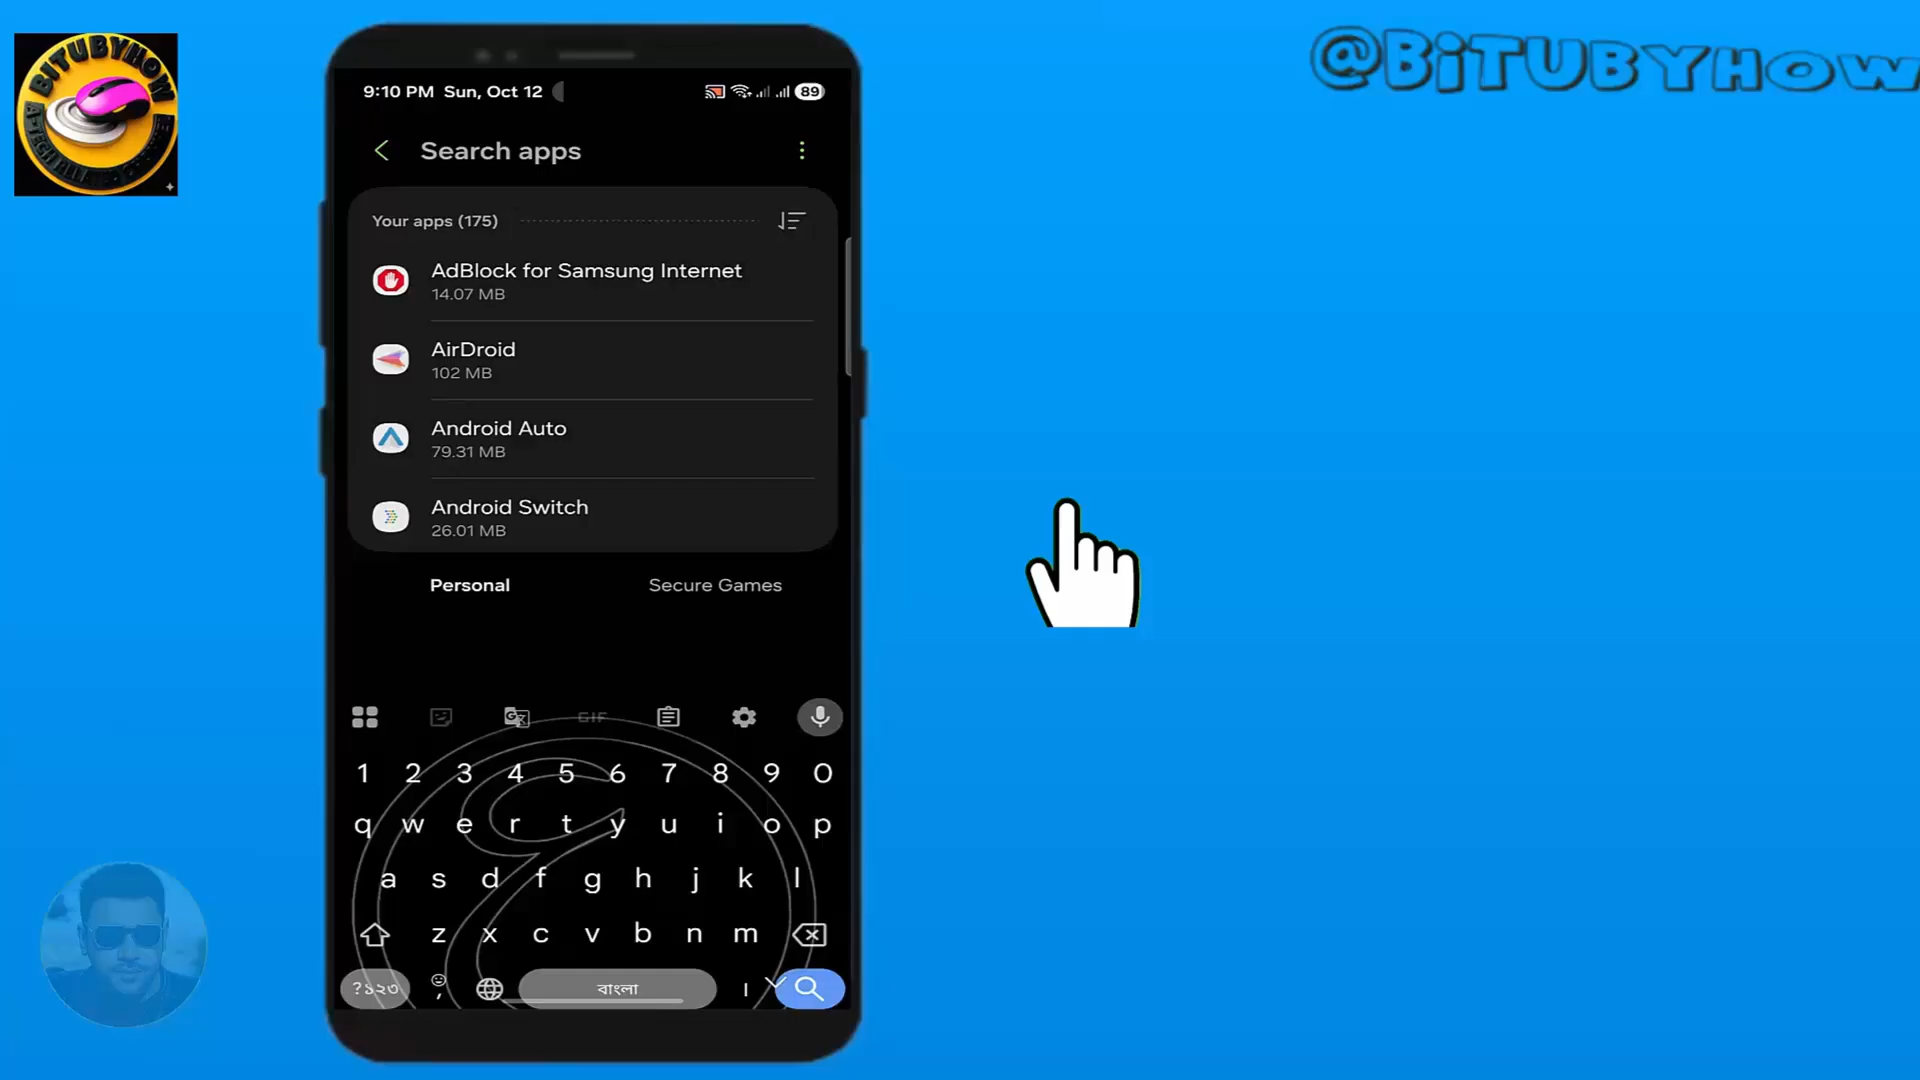 BITUBYHOW
@BiTUBYHOW
9:10 PM Sun, Oct 12
89
Search apps
Your apps (175)
AdBlock for Samsung Internet
14.07 MB
AirDroid
102 MB
Android Auto
79.31 MB
Android Switch
26.01 MB
Personal Secure Games
GIF
1 2 3 4 5 6 7 8 9 0
q w e r t y u i o p
a s d f g h j k l
z x c v b n m
?১২৩ , বাংলা ।